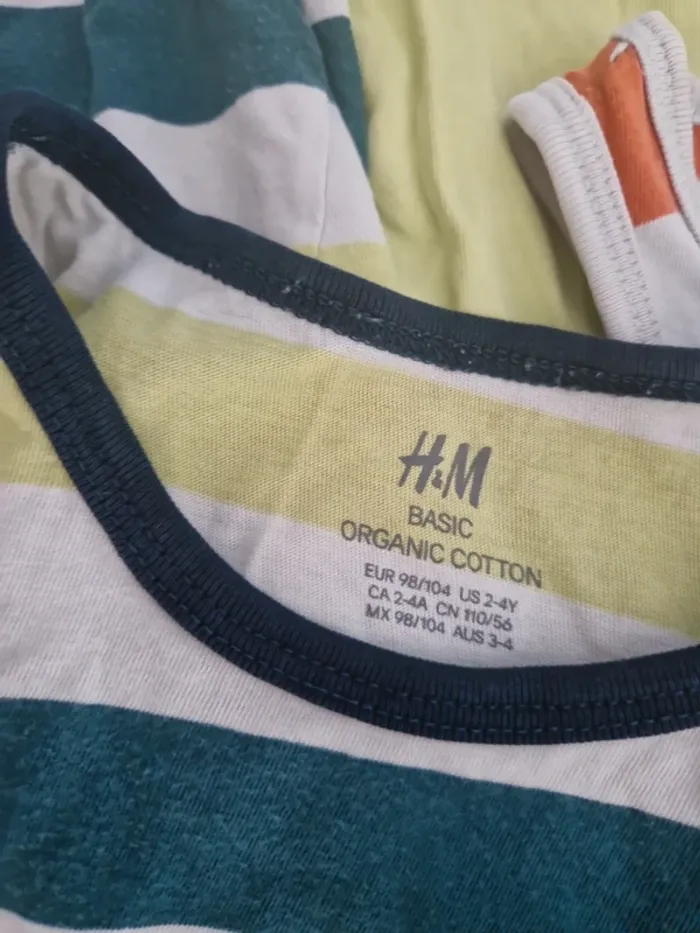 H&M
BASIC
ORGANIC COTTON
EUR 98/104 US 2-4Y
CA 2-4A CN 110/56
MX 98/104 AUS 3-4